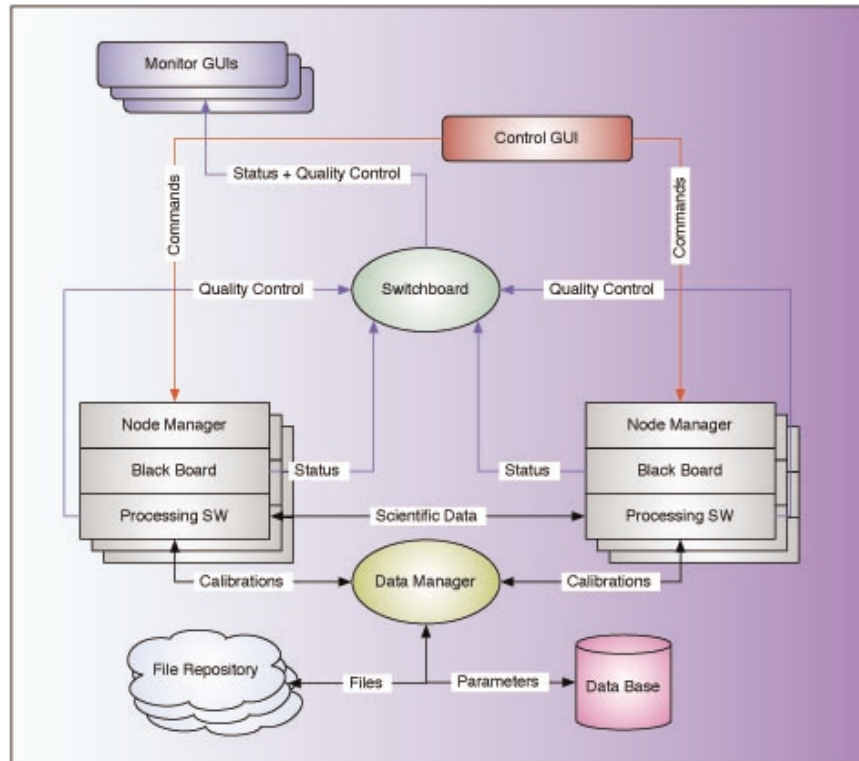 Monitor GUIs
Control GUI
Status + Quality Control
Commands
Commands
Quality Control
Switchboard
Quality Control
Node Manager
Node Manager
Black Board
Status
Status
Black Board
Processing SW
Scientific Data
Processing SW
Calibrations
Data Manager
Calibrations
File Repository
Files
Parameters
Data Base